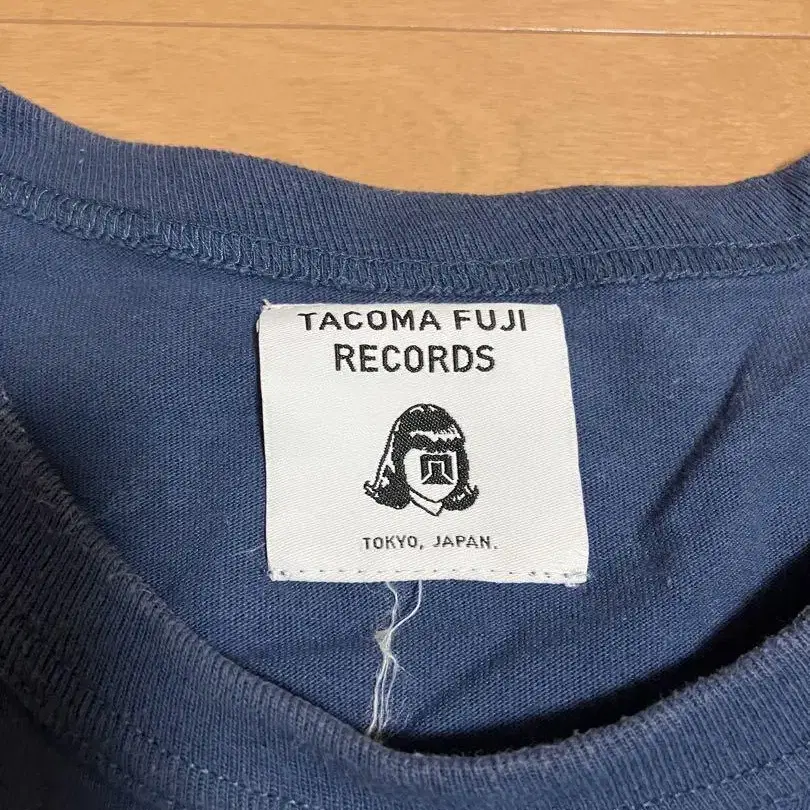 TACOMA FUJI
RECORDS
TOKYO, JAPAN.